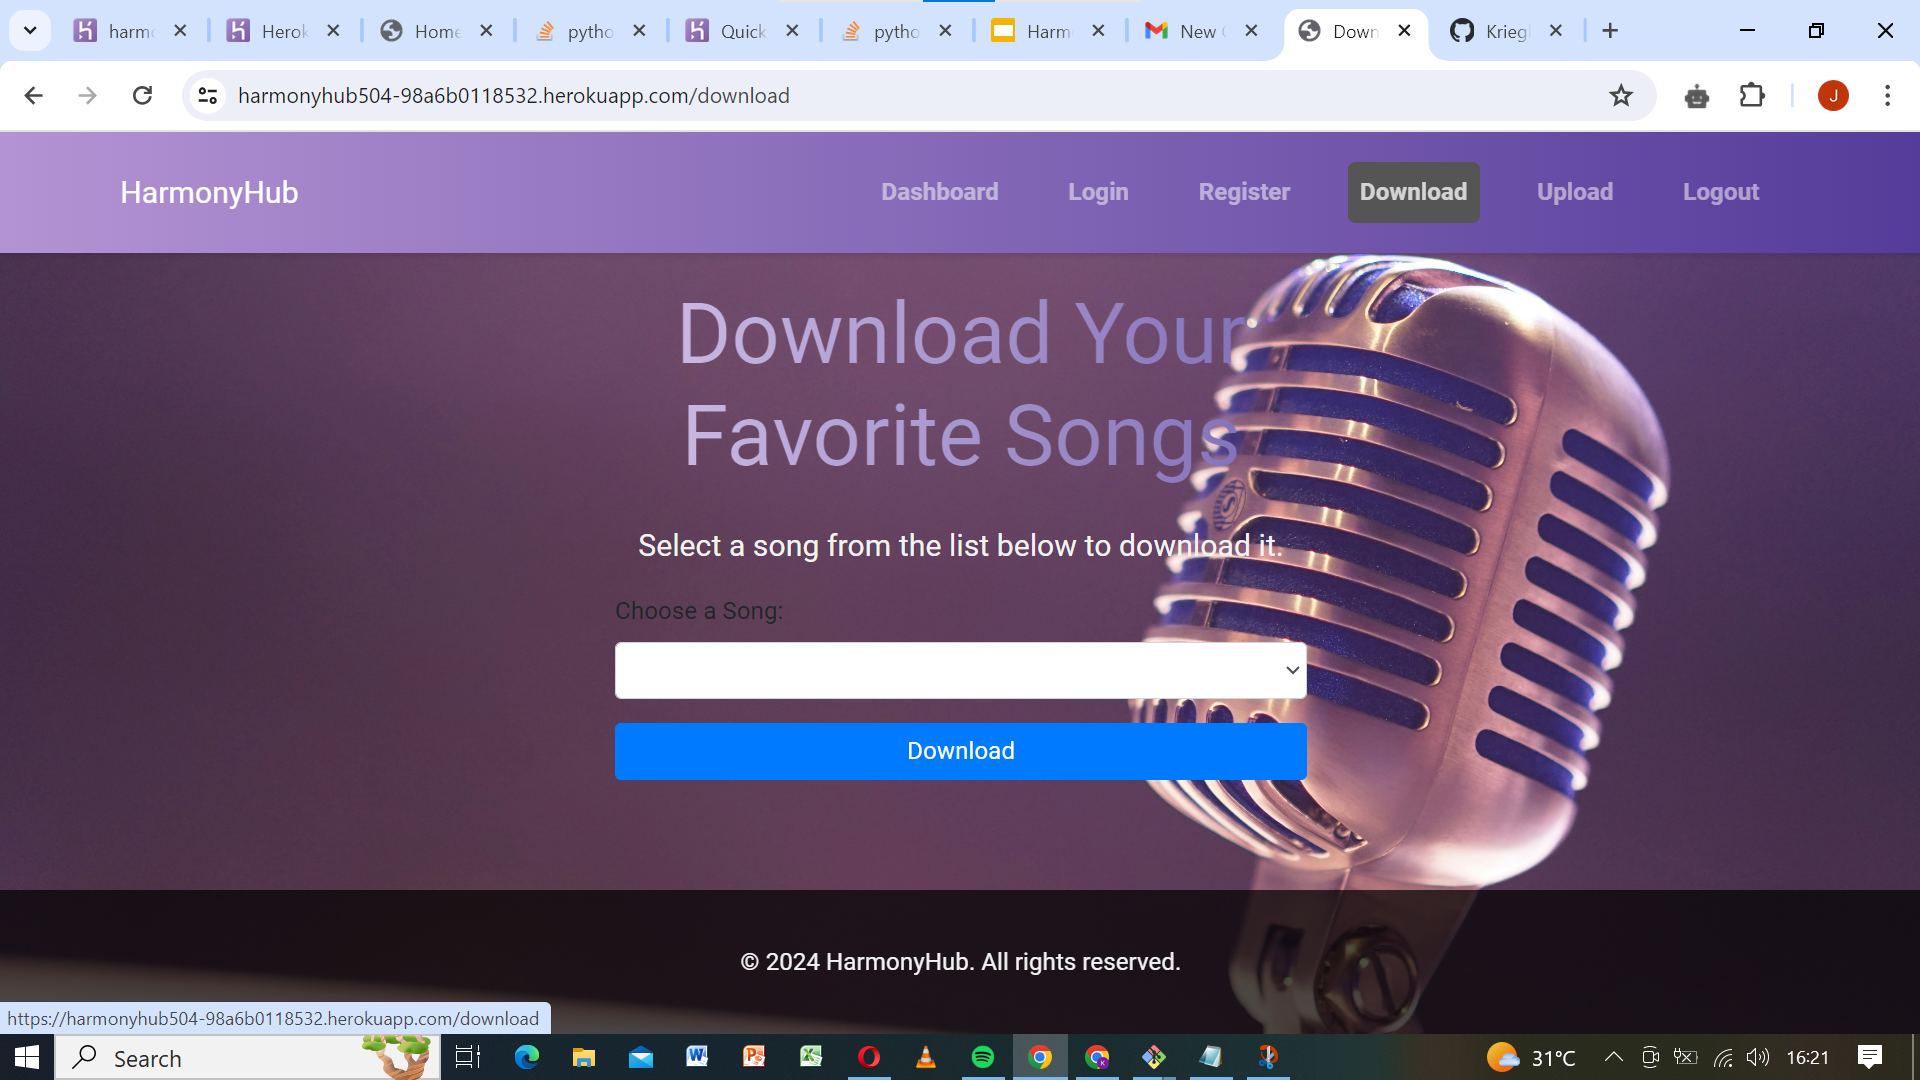 harmo
Herok
Home
pytho
Quick
pytho
Harm
New
Down
Krieg
harmonyhub504-98a6b0118532.herokuapp.com/download
J
HarmonyHub
Dashboard
Login
Register
Download
Upload
Logout
Download Your
Favorite Songs
Select a song from the list below to download it.
Choose a Song:
Download
© 2024 HarmonyHub. All rights reserved.
https://harmonyhub504-98a6b0118532.herokuapp.com/download
Search
31°C
16:21